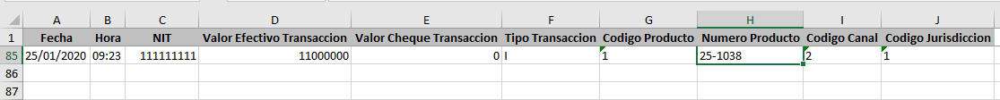 A B C D E F G H I J
1 Fecha Hora NIT Valor Efectivo Transaccion Valor Cheque Transaccion Tipo Transaccion Codigo Producto Numero Producto Codigo Canal Codigo Jurisdiccion
85 25/01/2020 09:23 111111111 11000000 0 I 1 25-1038 2 1
86
87